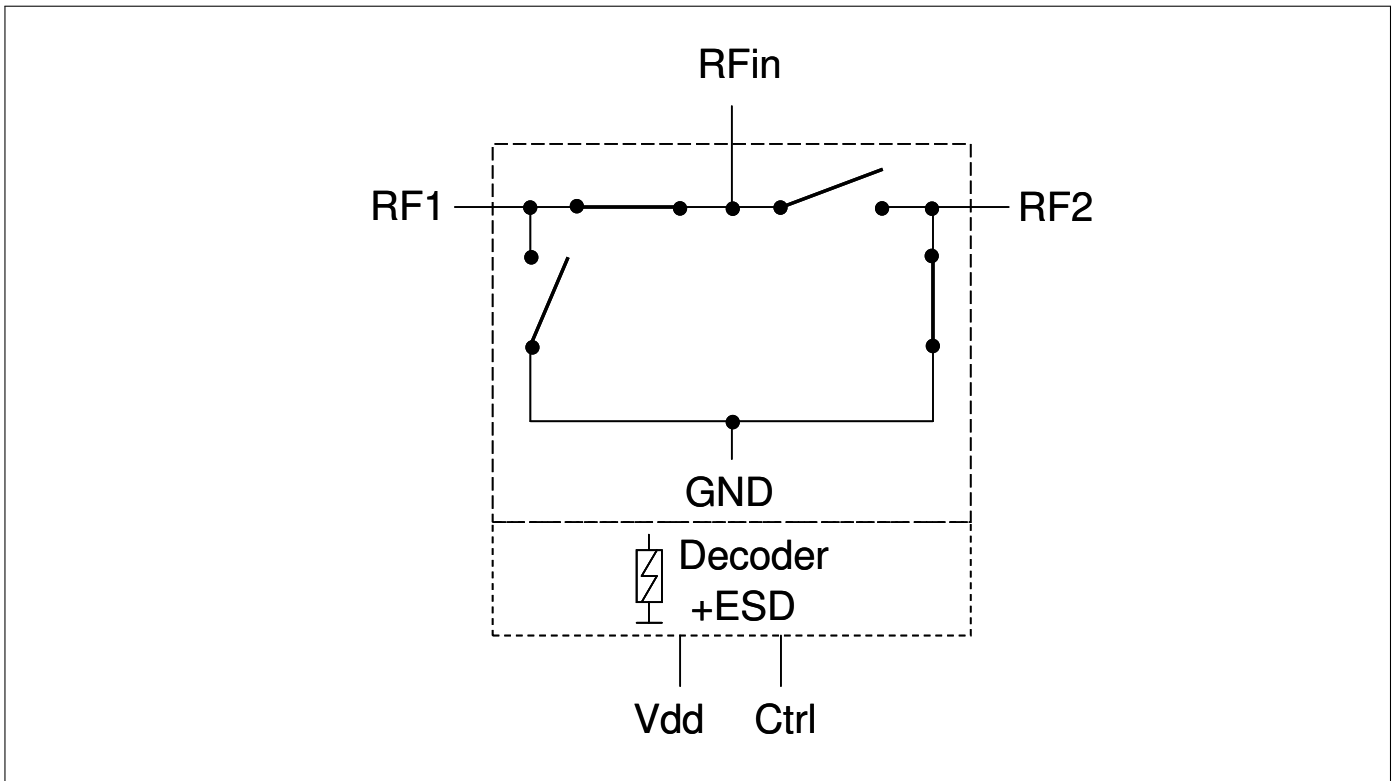 RFin
RF1
RF2
GND
Decoder
+ESD
Vdd
Ctrl